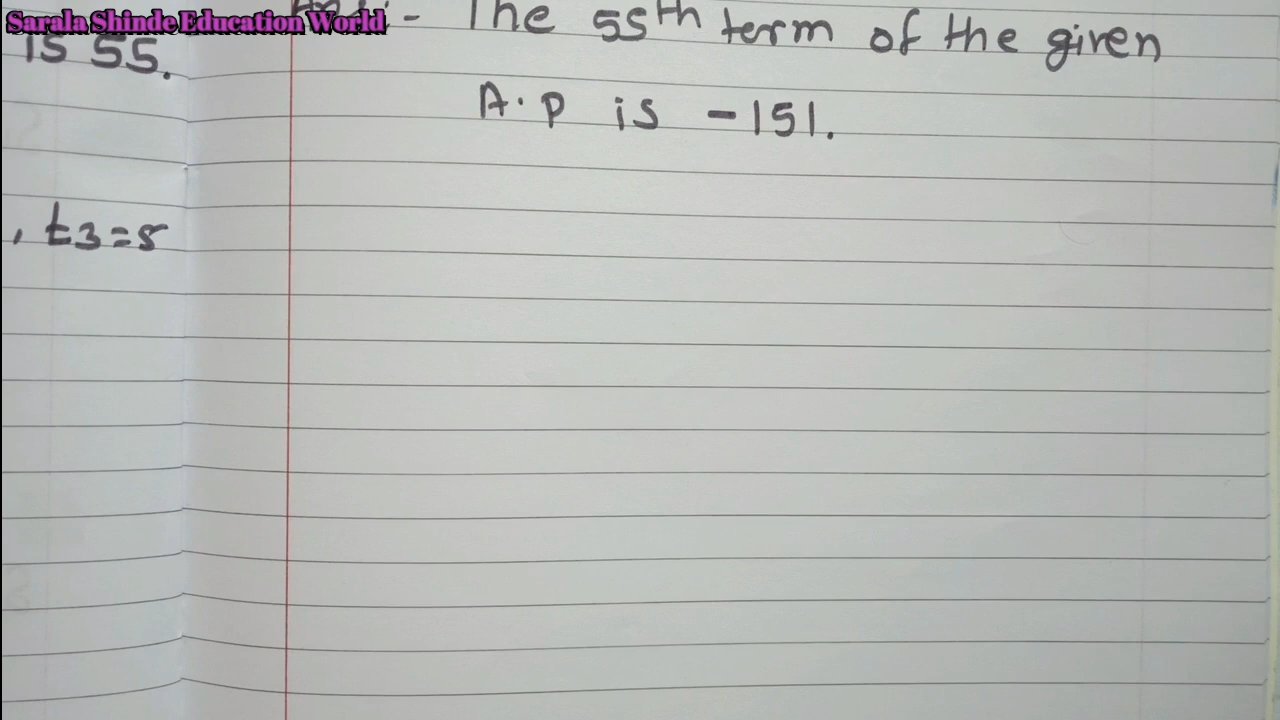 Sarala Shinde Education World
is 55.
, t3=5
:- The 55th term of the given
A.P is -151.